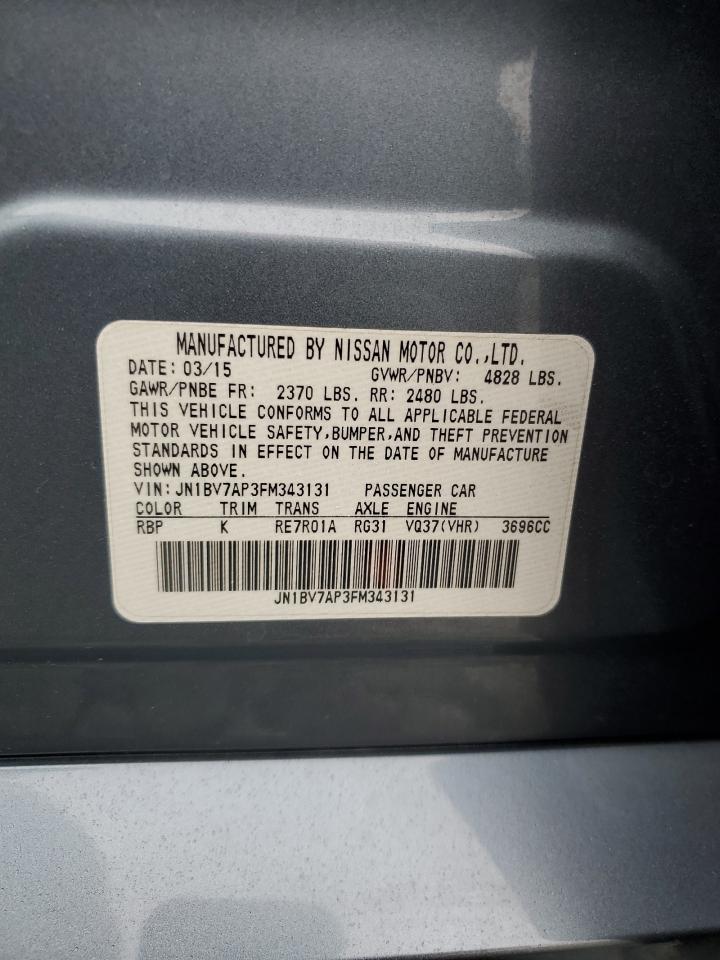 MANUFACTURED BY NISSAN MOTOR CO.,LTD.
DATE: 03/15 GVWR/PNBV: 4828 LBS.
GAWR/PNBE FR: 2370 LBS. RR: 2480 LBS.
THIS VEHICLE CONFORMS TO ALL APPLICABLE FEDERAL
MOTOR VEHICLE SAFETY,BUMPER,AND THEFT PREVENTION
STANDARDS IN EFFECT ON THE DATE OF MANUFACTURE
SHOWN ABOVE.
VIN:JN1BV7AP3FM343131 PASSENGER CAR
COLOR TRIM TRANS AXLE ENGINE
RBP K RE7R01A RG31 VQ37(VHR) 3696CC
JN1BV7AP3FM343131